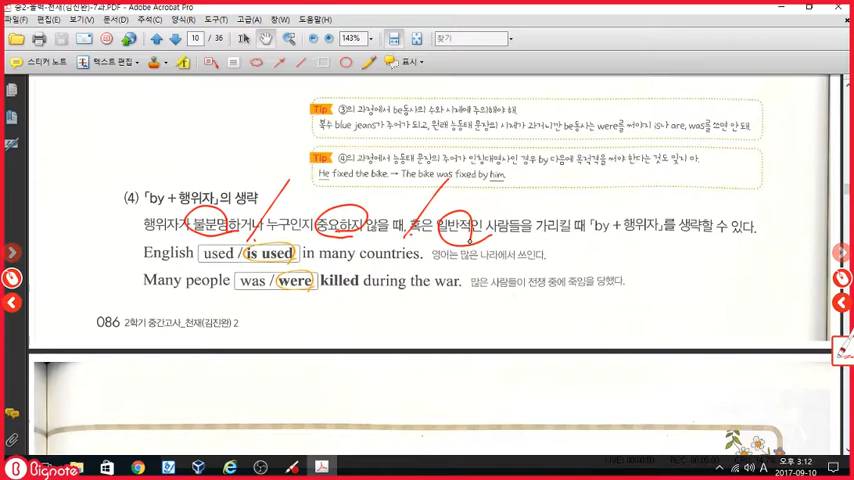 중2-블랙-천재(김진완)-7과.PDF - Adobe Acrobat Pro
파일(F) 편집(E) 보기(V) 문서(D) 주석(C) 양식(R) 도구(T) 고급(A) 창(W) 도움말(H)
10 / 36 143% 찾기
스티커 노트 텍스트 편집 표시
Tip ③의 과정에서 be동사의 수와 시제에 주의해야 해.
복수 blue jeans가 주어가 되고, 원래 능동태 문장의 시제가 과거니깐 be동사는 were를 써야지 is나 are, was를 쓰면 안 돼.
Tip ④의 과정에서 능동태 문장의 주어가 인칭대명사인 경우 by 다음에 목적격을 써야 한다는 것도 잊지 마.
He fixed the bike. → The bike was fixed by him.
(4) 「by + 행위자」의 생략
행위자가 불분명하거나 누구인지 중요하지 않을 때, 혹은 일반적인 사람들을 가리킬 때 「by + 행위자」를 생략할 수 있다.
English used / is used in many countries. 영어는 많은 나라에서 쓰인다.
Many people was / were killed during the war. 많은 사람들이 전쟁 중에 죽임을 당했다.
086 2학기 중간고사_천재(김진완) 2
Bignote
A 오후 3:12
2017-09-10